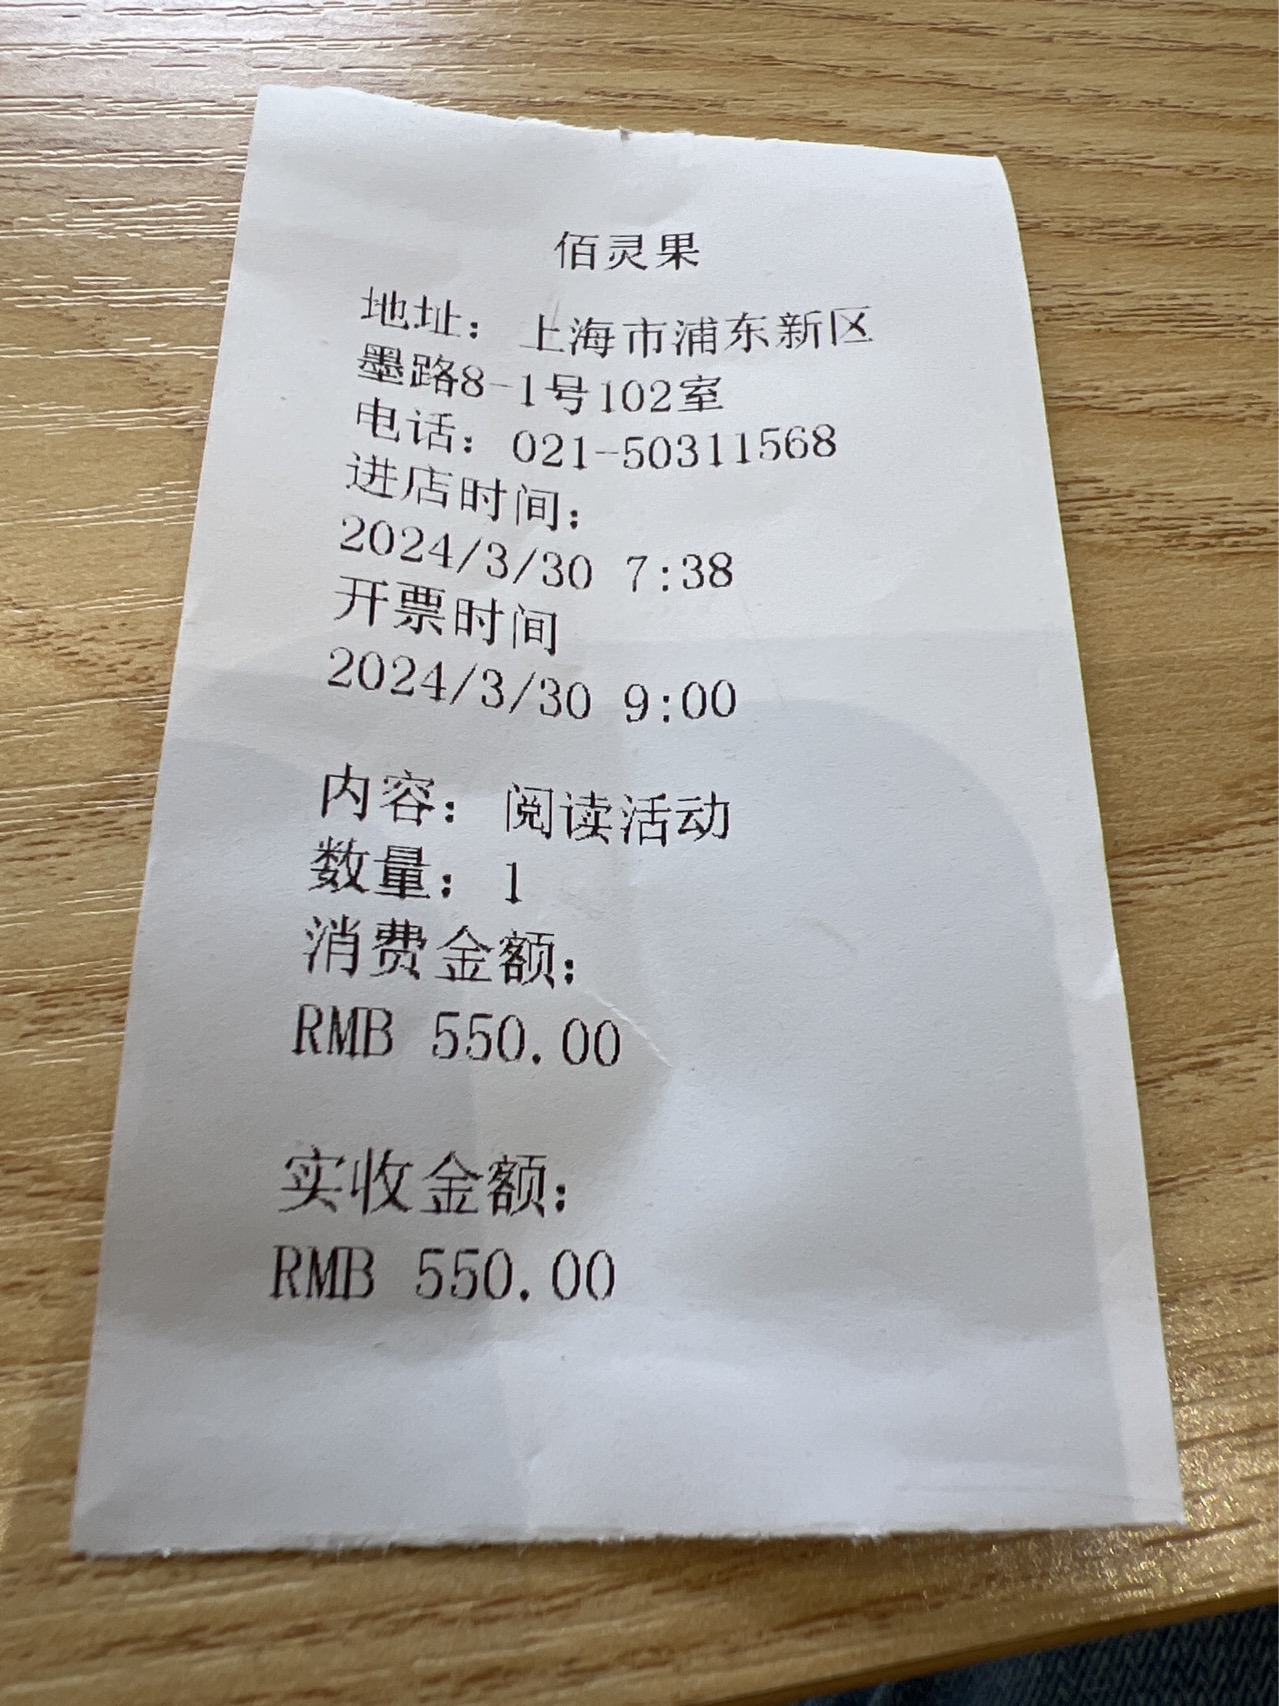 佰灵果
地址： 上海市浦东新区
墨路8-1号102室
电话：021-50311568
进店时间：
2024/3/30 7:38
开票时间
2024/3/30 9:00
内容： 阅读活动
数量：1
消费金额：
RMB 550.00
实收金额：
RMB 550.00